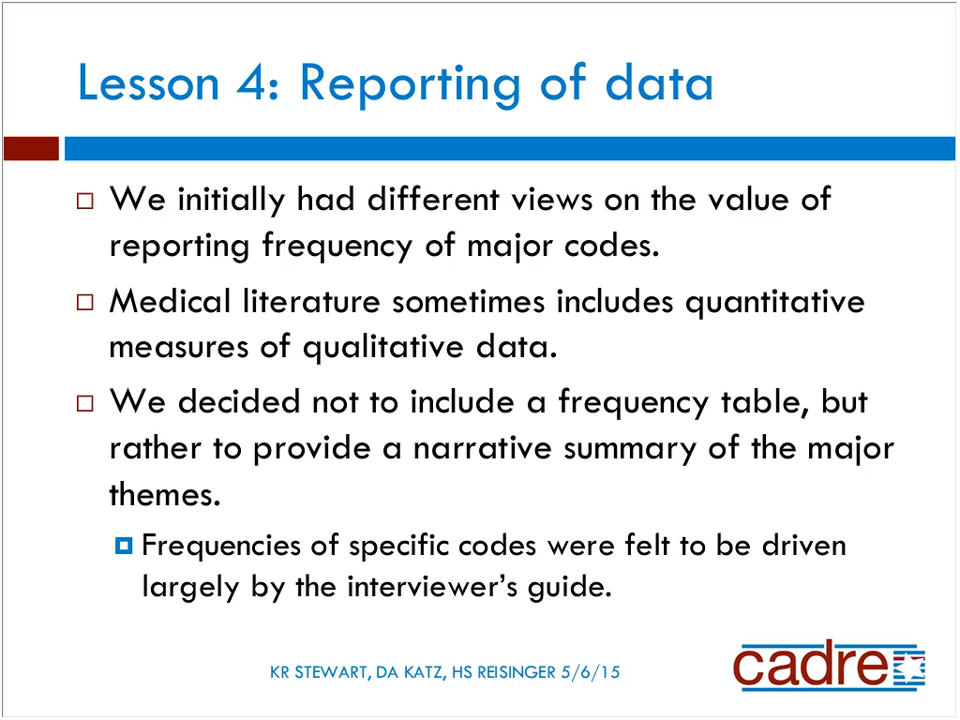 Lesson 4: Reporting of data
We initially had different views on the value of
reporting frequency of major codes.
Medical literature sometimes includes quantitative
measures of qualitative data.
We decided not to include a frequency table, but
rather to provide a narrative summary of the major
themes.
Frequencies of specific codes were felt to be driven
largely by the interviewer’s guide.
KR STEWART, DA KATZ, HS REISINGER 5/6/15
cadre